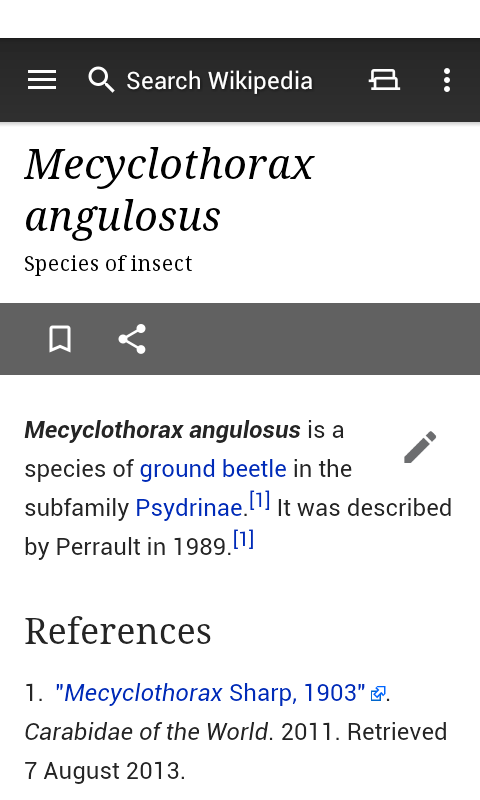 Search Wikipedia
Mecyclothorax
angulosus
Species of insect
Mecyclothorax angulosus is a
species of ground beetle in the
subfamily Psydrinae.[1] It was described
by Perrault in 1989.[1]
References
1. "Mecyclothorax Sharp, 1903".
Carabidae of the World. 2011. Retrieved
7 August 2013.